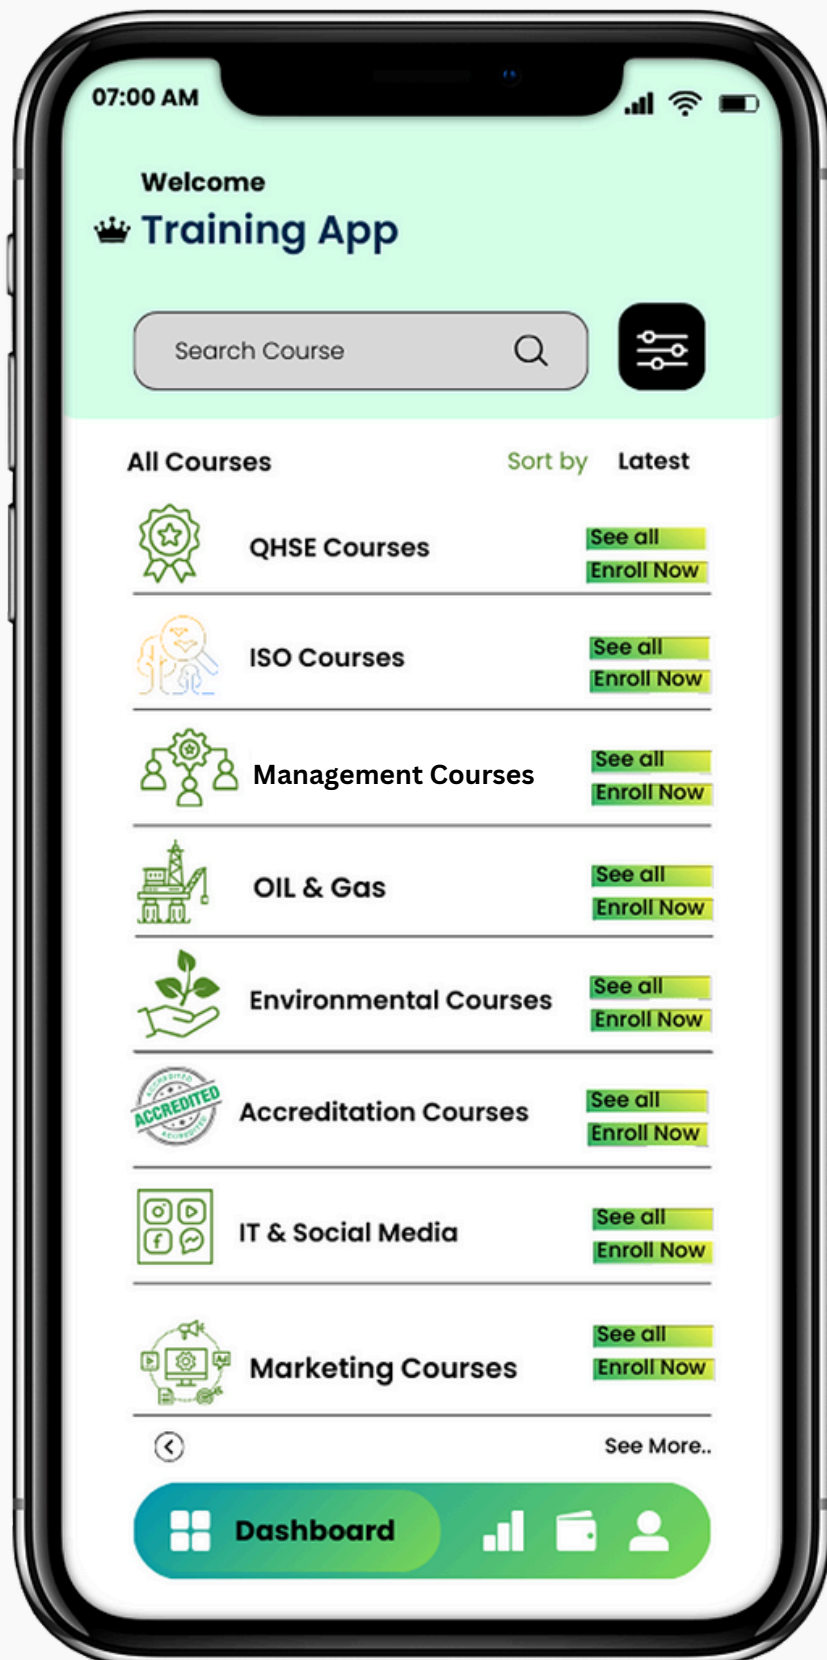 07:00 AM
Welcome
Training App
Search Course
All Courses
Sort by Latest
QHSE Courses
See all
Enroll Now
ISO Courses
See all
Enroll Now
Management Courses
See all
Enroll Now
OIL & Gas
See all
Enroll Now
Environmental Courses
See all
Enroll Now
ACCREDITED
ACCREDITED
ACCREDITED
Accreditation Courses
See all
Enroll Now
IT & Social Media
See all
Enroll Now
Ad
Marketing Courses
See all
Enroll Now
See More..
Dashboard